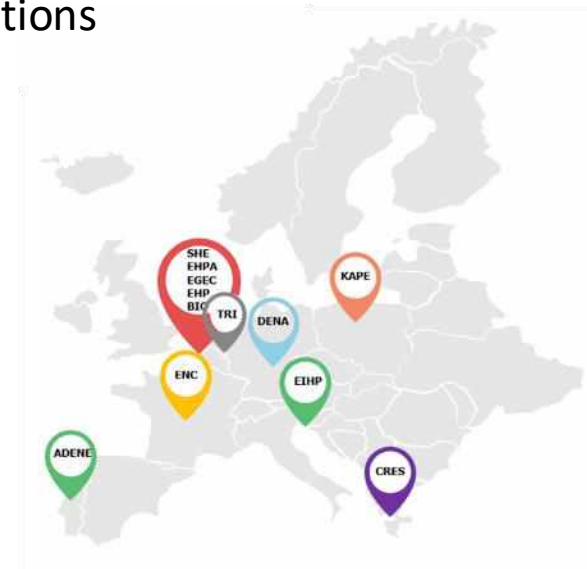 tions
SHE
EHPA
EGEC
EHP
TRI
DENA
KAPE
ENC
EIHP
ADENE
CRES